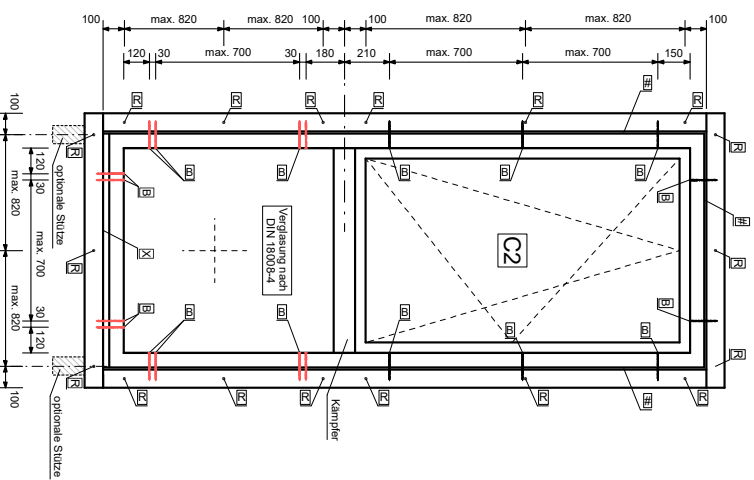 100 max. 820 max. 820 100 100 max. 820 max. 820 100
120 30 max. 700 30 180 210 max. 700 max. 700 150
#
R R R R R R
100 max. 820 max. 820 100
120 30 max. 700 30 120
optionale Stütze
R
R
B B B B B
B
B
#
C2
Verglasung nach
DIN 18008-4
X
R
R
B
B
B B B B B
R
R
R R R R R R
#
Kämpfer
optionale Stütze